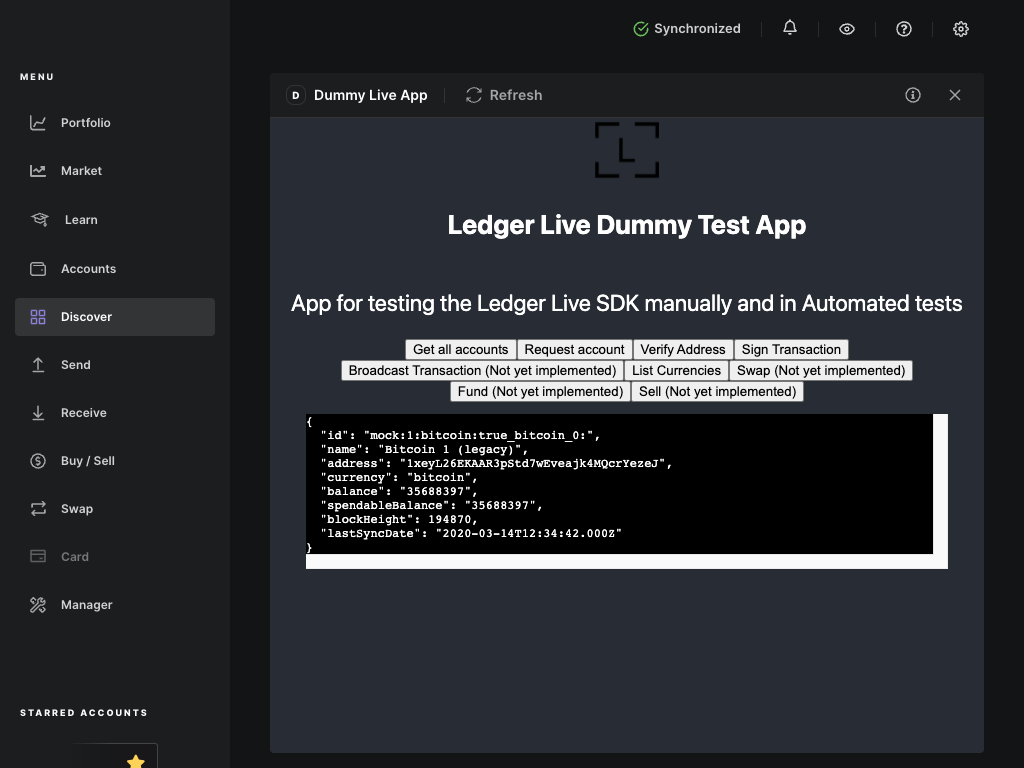 Synchronized
MENU
Portfolio
Market
Learn
Accounts
Discover
Send
Receive
Buy / Sell
Swap
Card
Manager
STARRED ACCOUNTS
D Dummy Live App Refresh
L
Ledger Live Dummy Test App
App for testing the Ledger Live SDK manually and in Automated tests
Get all accounts Request account Verify Address Sign Transaction
Broadcast Transaction (Not yet implemented) List Currencies Swap (Not yet implemented)
Fund (Not yet implemented) Sell (Not yet implemented)
{
"id": "mock:1:bitcoin:true_bitcoin_0:",
"name": "Bitcoin 1 (legacy)",
"address": "1xeyL26EKAAR3pStd7wEveajk4MQcrYezeJ",
"currency": "bitcoin",
"balance": "35688397",
"spendableBalance": "35688397",
"blockHeight": 194870,
"lastSyncDate": "2020-03-14T12:34:42.000Z"
}